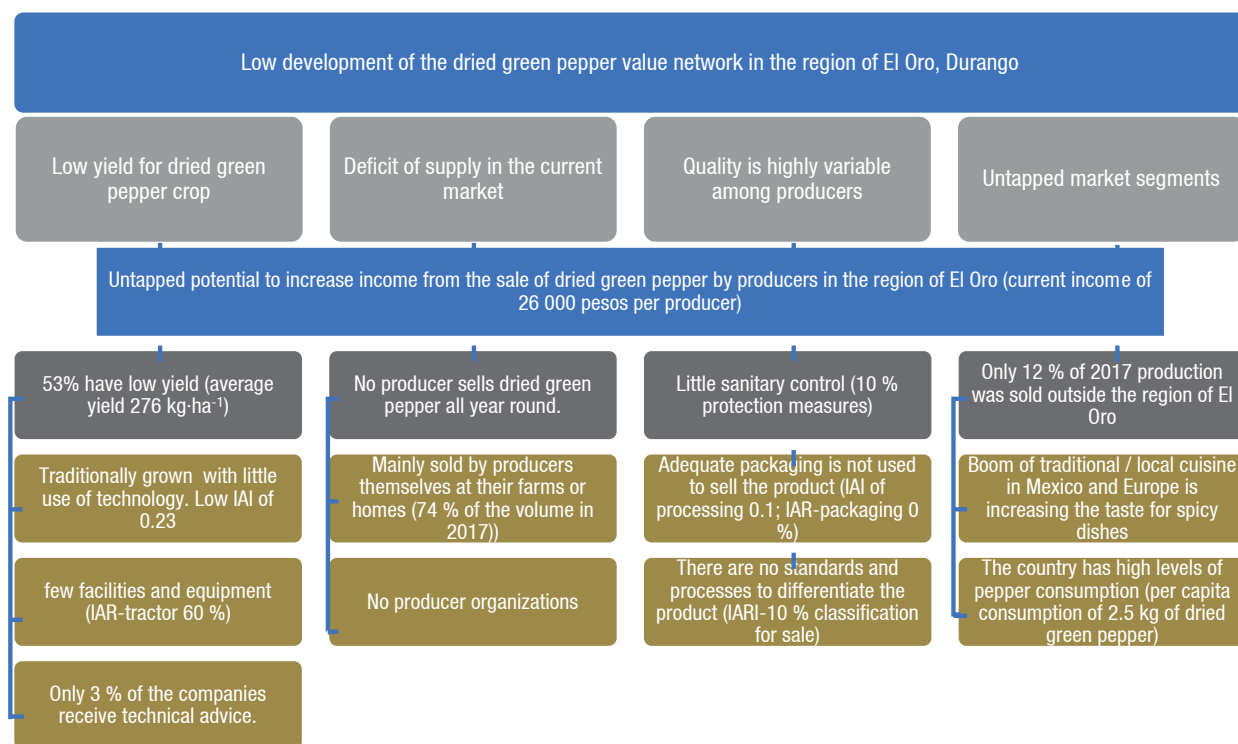 Low development of the dried green pepper value network in the region of El Oro, Durango
Low yield for dried green
pepper crop
Deficit of supply in the current
market
Quality is highly variable
among producers
Untapped market segments
Untapped potential to increase income from the sale of dried green pepper by producers in the region of El Oro (current income of
26 000 pesos per producer)
53% have low yield (average
yield 276 kg·ha⁻¹)
Traditionally grown with little
use of technology. Low IAI of
0.23
few facilities and equipment
(IAR-tractor 60 %)
Only 3 % of the companies
receive technical advice.
No producer sells dried green
pepper all year round.
Mainly sold by producers
themselves at their farms or
homes (74 % of the volume in
2017))
No producer organizations
Little sanitary control (10 %
protection measures)
Adequate packaging is not used
to sell the product (IAI of
processing 0.1; IAR-packaging 0
%)
There are no standards and
processes to differentiate the
product (IARI-10 % classification
for sale)
Only 12 % of 2017 production
was sold outside the region of El
Oro
Boom of traditional / local cuisine
in Mexico and Europe is
increasing the taste for spicy
dishes
The country has high levels of
pepper consumption (per capita
consumption of 2.5 kg of dried
green pepper)